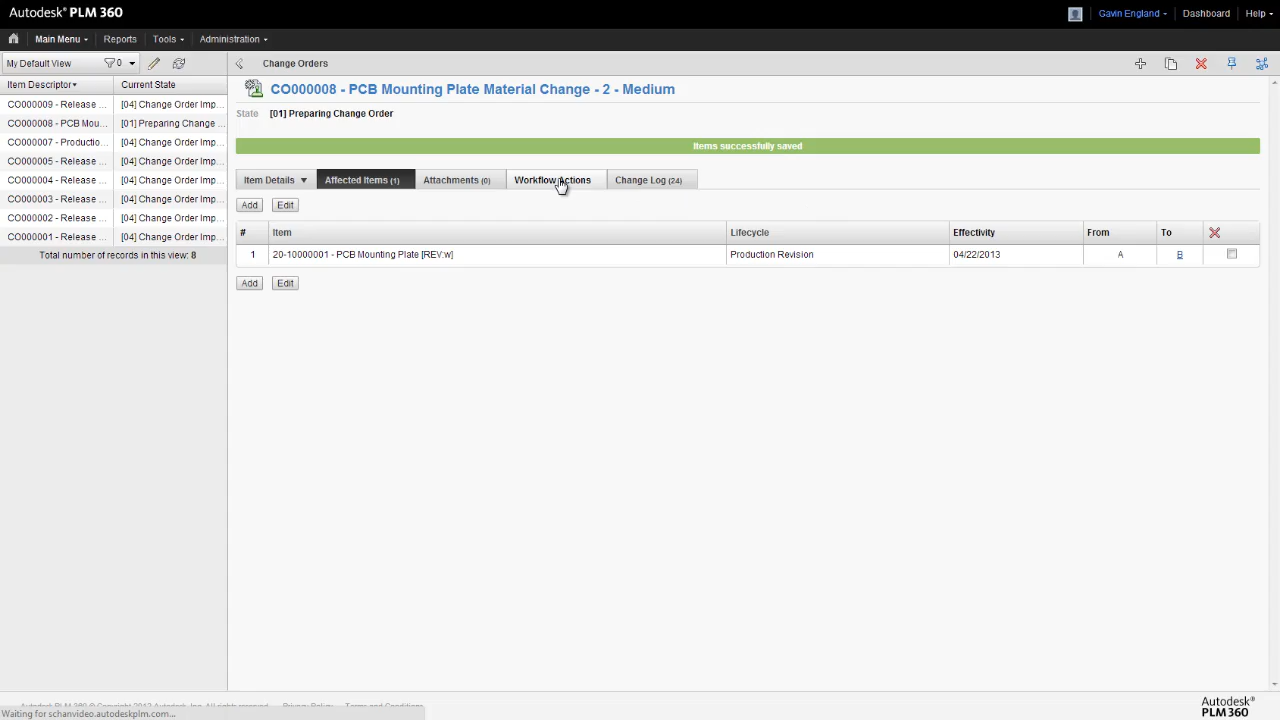 Autodesk® PLM 360
Gavin England
Dashboard
Help
Main Menu
Reports
Tools
Administration
My Default View
0
Change Orders
Item Descriptor
Current State
CO000009 - Release ...
[04] Change Order Imp...
CO000008 - PCB Mou...
[01] Preparing Change ...
CO000007 - Productio...
[04] Change Order Imp...
CO000005 - Release ...
[04] Change Order Imp...
CO000004 - Release ...
[04] Change Order Imp...
CO000003 - Release ...
[04] Change Order Imp...
CO000002 - Release ...
[04] Change Order Imp...
CO000001 - Release ...
[04] Change Order Imp...
Total number of records in this view: 8
CO000008 - PCB Mounting Plate Material Change - 2 - Medium
State [01] Preparing Change Order
Items successfully saved
Item Details
Affected Items (1)
Attachments (0)
Workflow Actions
Change Log (24)
Add Edit
# Item Lifecycle Effectivity From To
1 20-10000001 - PCB Mounting Plate [REV:w] Production Revision 04/22/2013 A B
Add Edit
Waiting for schanvideo.autodeskplm.com...
Autodesk®
PLM 360